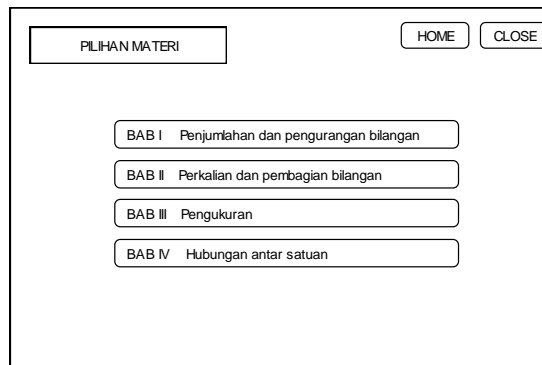 PILIHAN MATERI
HOME
CLOSE
BAB I Penjumlahan dan pengurangan bilangan
BAB II Perkalian dan pembagian bilangan
BAB III Pengukuran
BAB IV Hubungan antar satuan